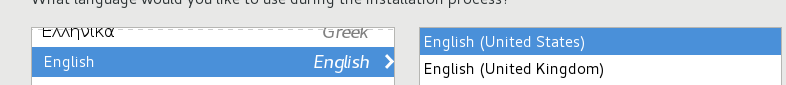 What language would you like to use during the installation process?
Ελληνικά Greek
English English
English (United States)
English (United Kingdom)